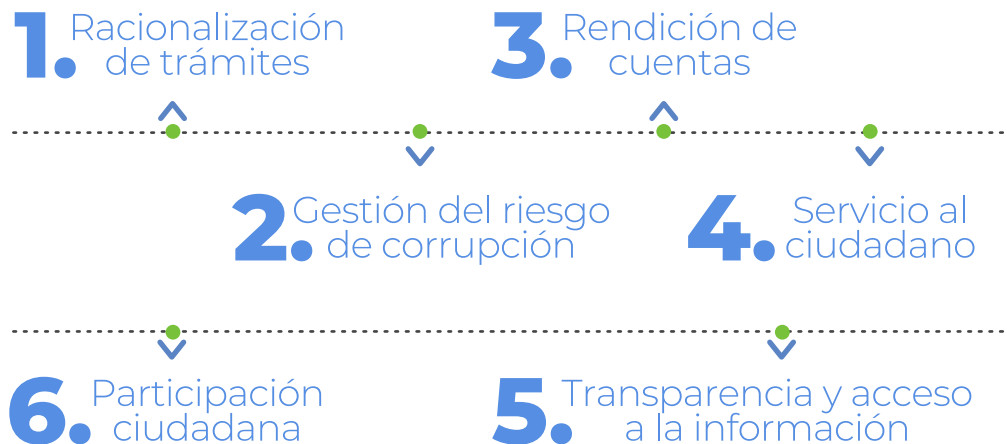 1. Racionalización
de trámites
3. Rendición de
cuentas
2. Gestión del riesgo
de corrupción
4. Servicio al
ciudadano
6. Participación
ciudadana
5. Transparencia y acceso
a la información